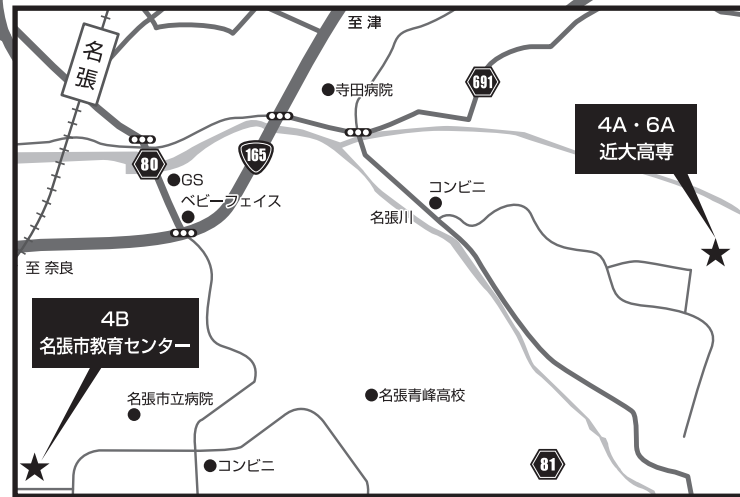 至 津
名張
691
寺田病院
4A・6A
近大高専
80
165
GS
コンビニ
ベビーフェイス
名張川
至 奈良
4B
名張市教育センター
名張市立病院
名張青峰高校
コンビニ
81